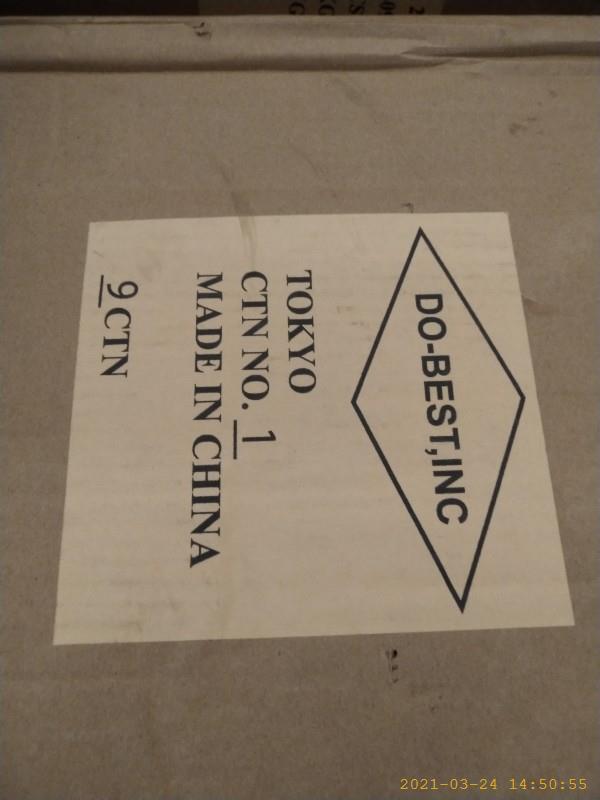 DO-BEST,INC
TOKYO
CTN NO. 1
MADE IN CHINA
9 CTN
2021-03-24 14:50:55